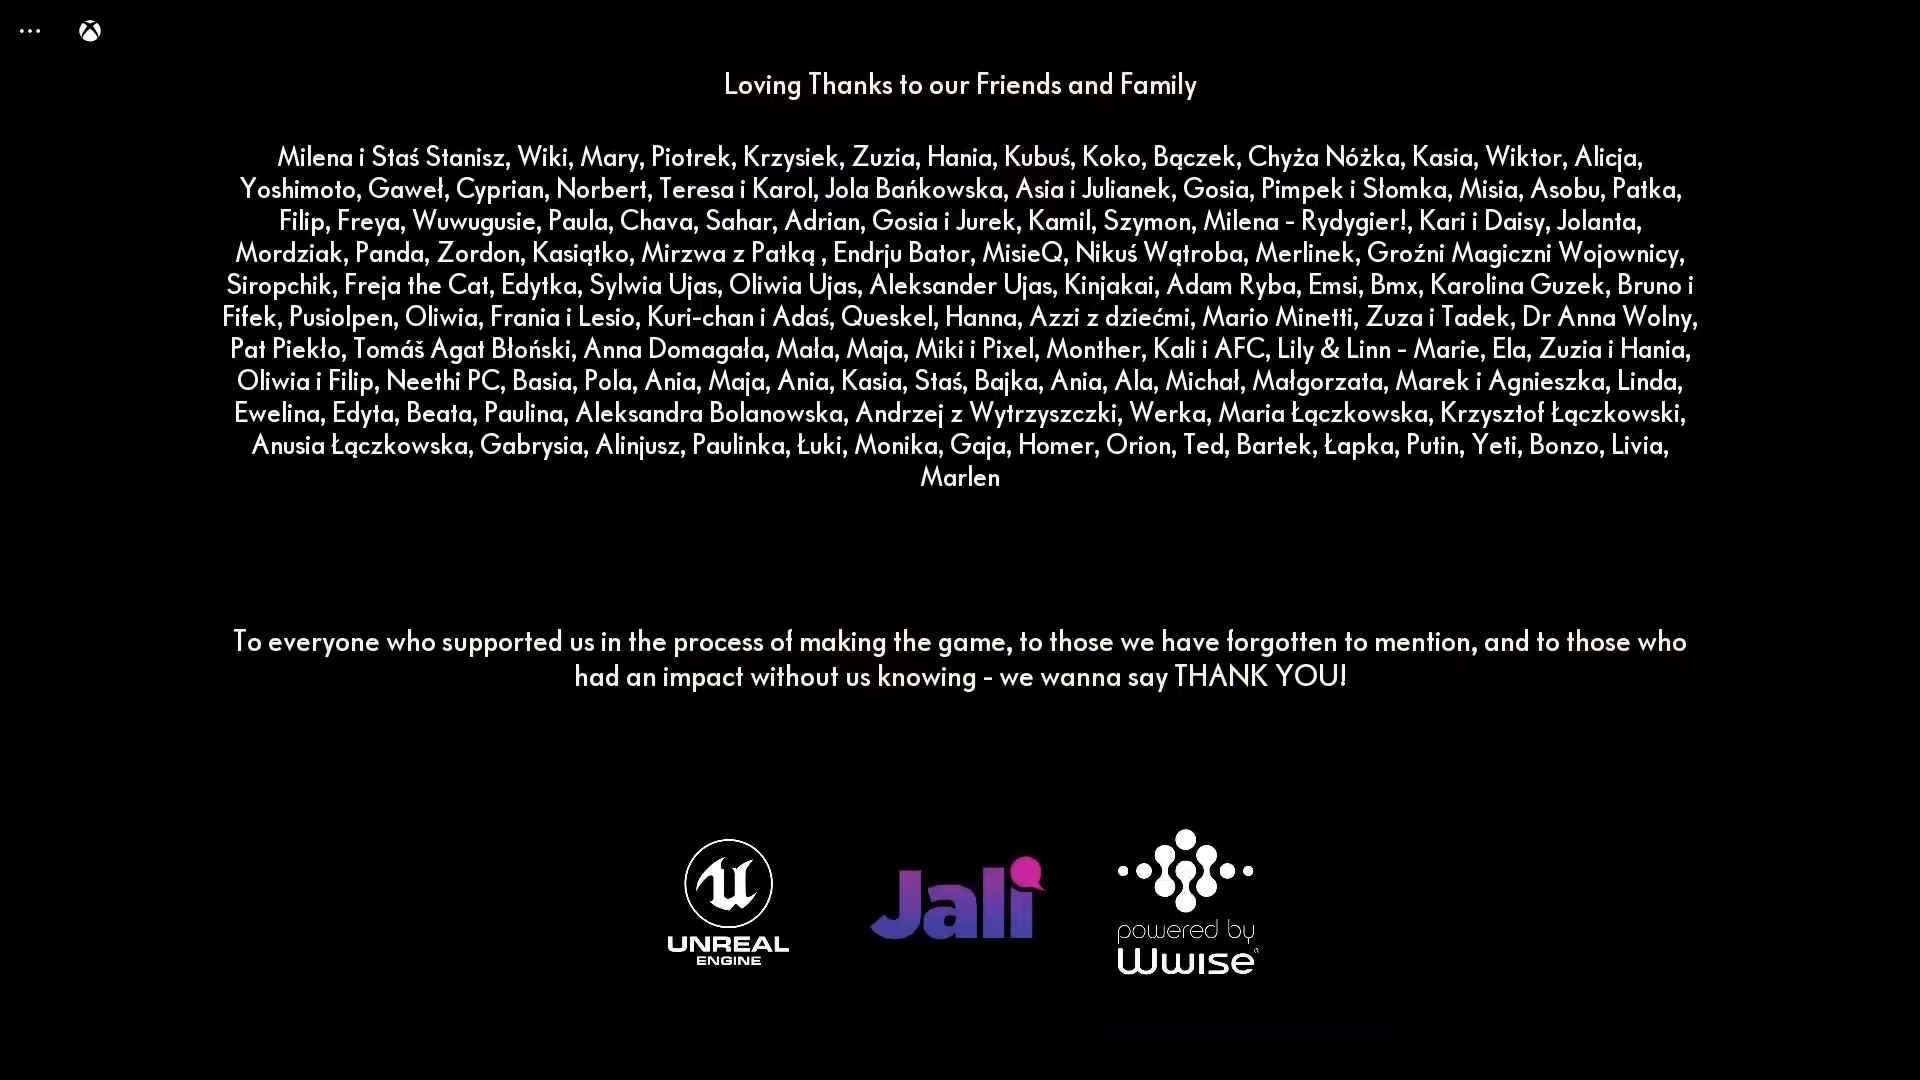 Loving Thanks to our Friends and Family
Milena i Staś Stanisz, Wiki, Mary, Piotrek, Krzysiek, Zuzia, Hania, Kubuś, Koko, Bączek, Chyża Nóżka, Kasia, Wiktor, Alicja,
Yoshimoto, Gaweł, Cyprian, Norbert, Teresa i Karol, Jola Bańkowska, Asia i Julianek, Gosia, Pimpek i Słomka, Misia, Asobu, Patka,
Filip, Freya, Wuwugusie, Paula, Chava, Sahar, Adrian, Gosia i Jurek, Kamil, Szymon, Milena - Rydygier!, Kari i Daisy, Jolanta,
Mordziak, Panda, Zordon, Kasiątko, Mirzwa z Patką , Endrju Bator, MisieQ, Nikuś Wątroba, Merlinek, Groźni Magiczni Wojownicy,
Siropchik, Freja the Cat, Edytka, Sylwia Ujas, Oliwia Ujas, Aleksander Ujas, Kinjakai, Adam Ryba, Emsi, Bmx, Karolina Guzek, Bruno i
Fifek, Pusiolpen, Oliwia, Frania i Lesio, Kuri-chan i Adaś, Queskel, Hanna, Azzi z dziećmi, Mario Minetti, Zuza i Tadek, Dr Anna Wolny,
Pat Piekło, Tomáš Agat Błoński, Anna Domagała, Mała, Maja, Miki i Pixel, Monther, Kali i AFC, Lily & Linn - Marie, Ela, Zuzia i Hania,
Oliwia i Filip, Neethi PC, Basia, Pola, Ania, Maja, Ania, Kasia, Staś, Bajka, Ania, Ala, Michał, Małgorzata, Marek i Agnieszka, Linda,
Ewelina, Edyta, Beata, Paulina, Aleksandra Bolanowska, Andrzej z Wytrzyszczki, Werka, Maria Łączkowska, Krzysztof Łączkowski,
Anusia Łączkowska, Gabrysia, Alinjusz, Paulinka, Łuki, Monika, Gaja, Homer, Orion, Ted, Bartek, Łapka, Putin, Yeti, Bonzo, Livia,
Marlen
To everyone who supported us in the process of making the game, to those we have forgotten to mention, and to those who
had an impact without us knowing - we wanna say THANK YOU!
UNREAL
ENGINE
Jali
powered by
Wwise